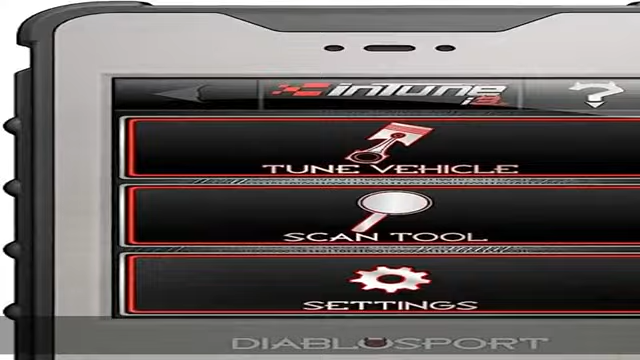 inTune
i3
TUNE VEHICLE
SCAN TOOL
SETTINGS
DIABLOSPORT